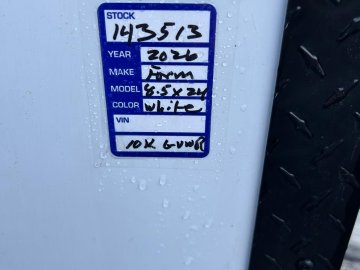 STOCK
143513
YEAR 2026
MAKE Form
MODEL 8.5x24
COLOR white
VIN
10K GVWR